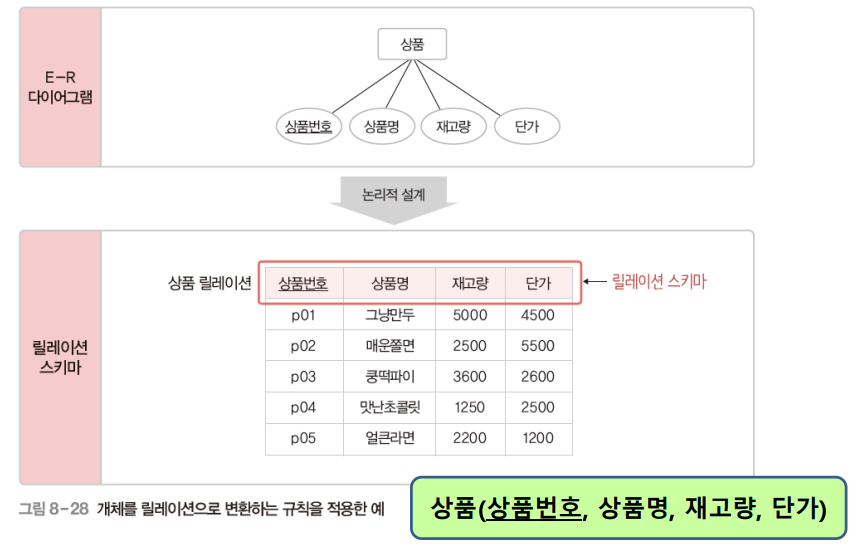 E-R
다이어그램
상품
상품번호 상품명 재고량 단가
논리적 설계
릴레이션
스키마
상품 릴레이션 상품번호 상품명 재고량 단가 릴레이션 스키마
p01 그냥만두 5000 4500
p02 매운쫄면 2500 5500
p03 쿵떡파이 3600 2600
p04 맛난초콜릿 1250 2500
p05 얼큰라면 2200 1200
그림 8-28 개체를 릴레이션으로 변환하는 규칙을 적용한 예
상품(상품번호, 상품명, 재고량, 단가)